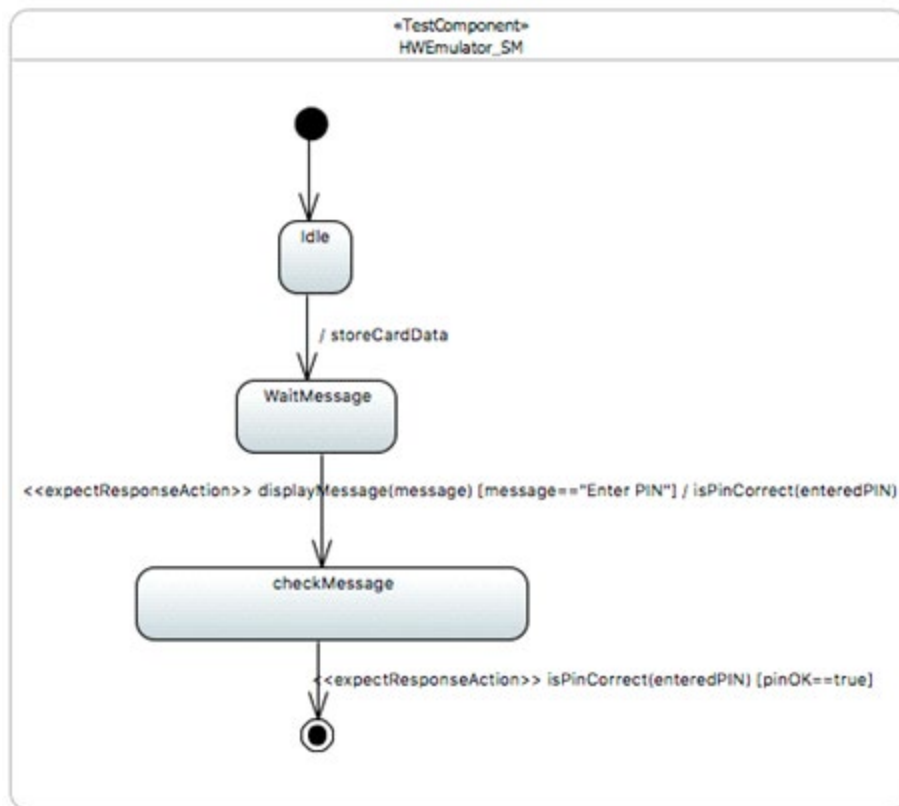 «TestComponent»
HWEmulator_SM
Idle
/ storeCardData
WaitMessage
<<expectResponseAction>> displayMessage(message) [message=="Enter PIN"] / isPinCorrect(enteredPIN)
checkMessage
<<expectResponseAction>> isPinCorrect(enteredPIN) [pinOK==true]